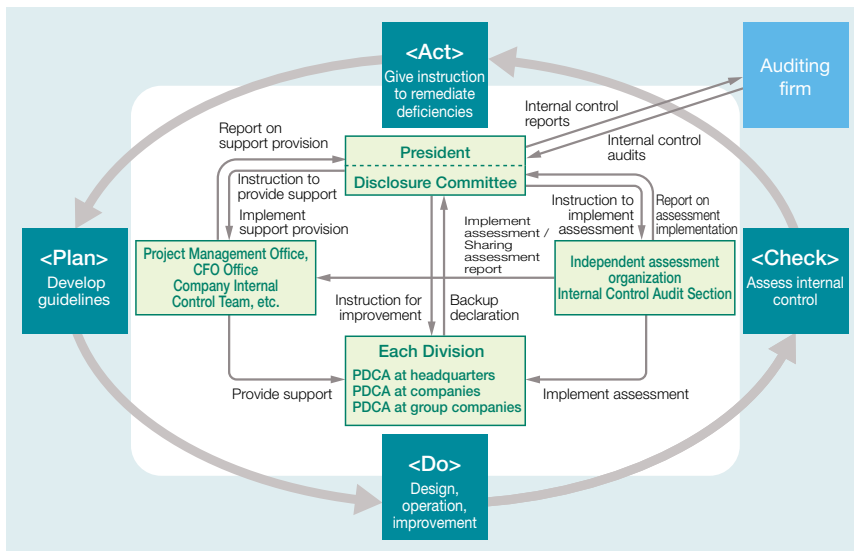 <Act>
Give instruction
to remediate
deficiencies
Auditing
firm
Internal control
reports
Internal control
audits
Report on
support provision
President
Disclosure Committee
Instruction to
provide support
Implement
support provision
Implement
assessment /
Sharing
assessment
report
Instruction to
implement
assessment
Report on
assessment
implementation
<Plan>
Develop
guidelines
Project Management Office,
CFO Office
Company Internal
Control Team, etc.
Independent assessment
organization
Internal Control Audit Section
<Check>
Assess internal
control
Instruction for
improvement
Backup
declaration
Each Division
PDCA at headquarters
PDCA at companies
PDCA at group companies
Provide support
Implement assessment
<Do>
Design,
operation,
improvement